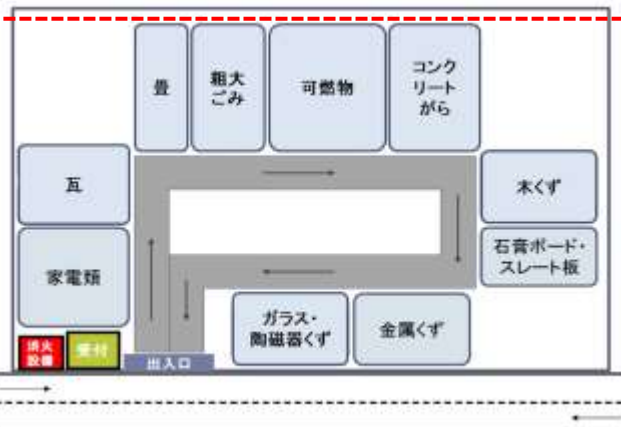 畳
粗大
ごみ
可燃物
コンク
リート
がら
瓦
木くず
家電類
石膏ボード・
スレート板
ガラス・
陶磁器くず
金属くず
消火
設備
受付
出入口